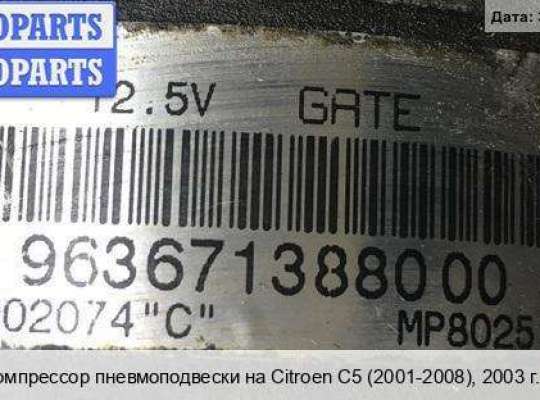 OPARTS
OPARTS
Дата: 3
12.5V GATE
9636713880 00
02074 "C"
MP8025
омпрессор пневмоподвески на Citroen C5 (2001-2008), 2003 г.